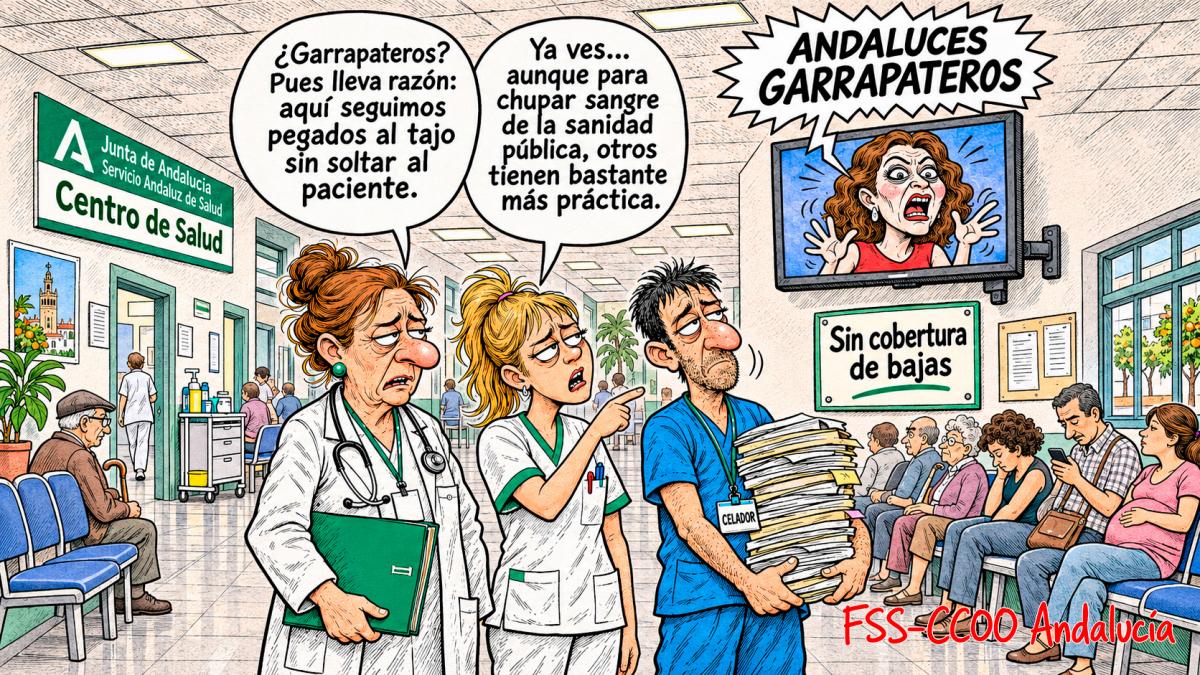 ¿Garrapateros?
Pues lleva razón:
aquí seguimos
pegados al tajo
sin soltar al
paciente.
Ya ves...
aunque para
chupar sangre
de la sanidad
pública, otros
tienen bastante
más práctica.
ANDALUCES
GARRAPATEROS
A Junta de Andalucia
Servicio Andaluz de Salud
Centro de Salud
Sin cobertura
de bajas
CELADOR
FSS-CCOO Andalucía